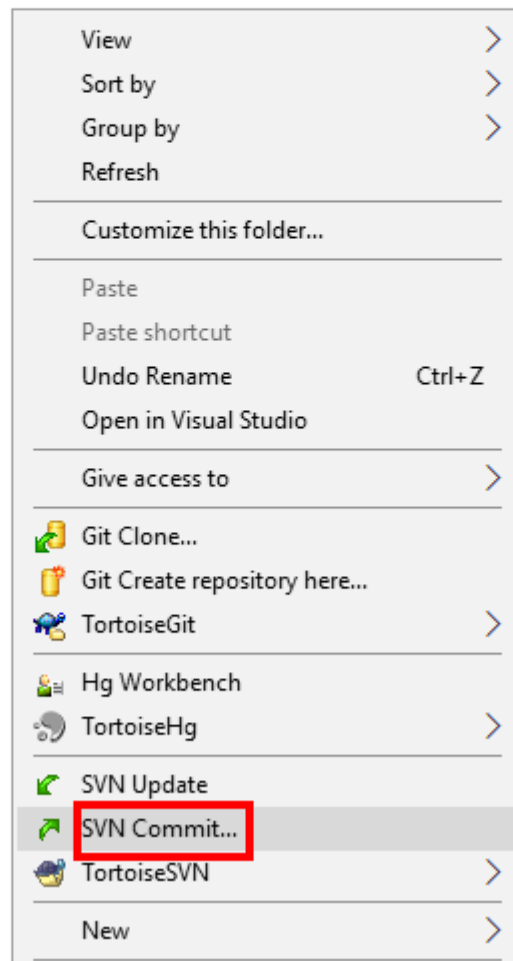 View
Sort by
Group by
Refresh
Customize this folder...
Paste
Paste shortcut
Undo Rename Ctrl+Z
Open in Visual Studio
Give access to
Git Clone...
Git Create repository here...
TortoiseGit
Hg Workbench
TortoiseHg
SVN Update
SVN Commit...
TortoiseSVN
New